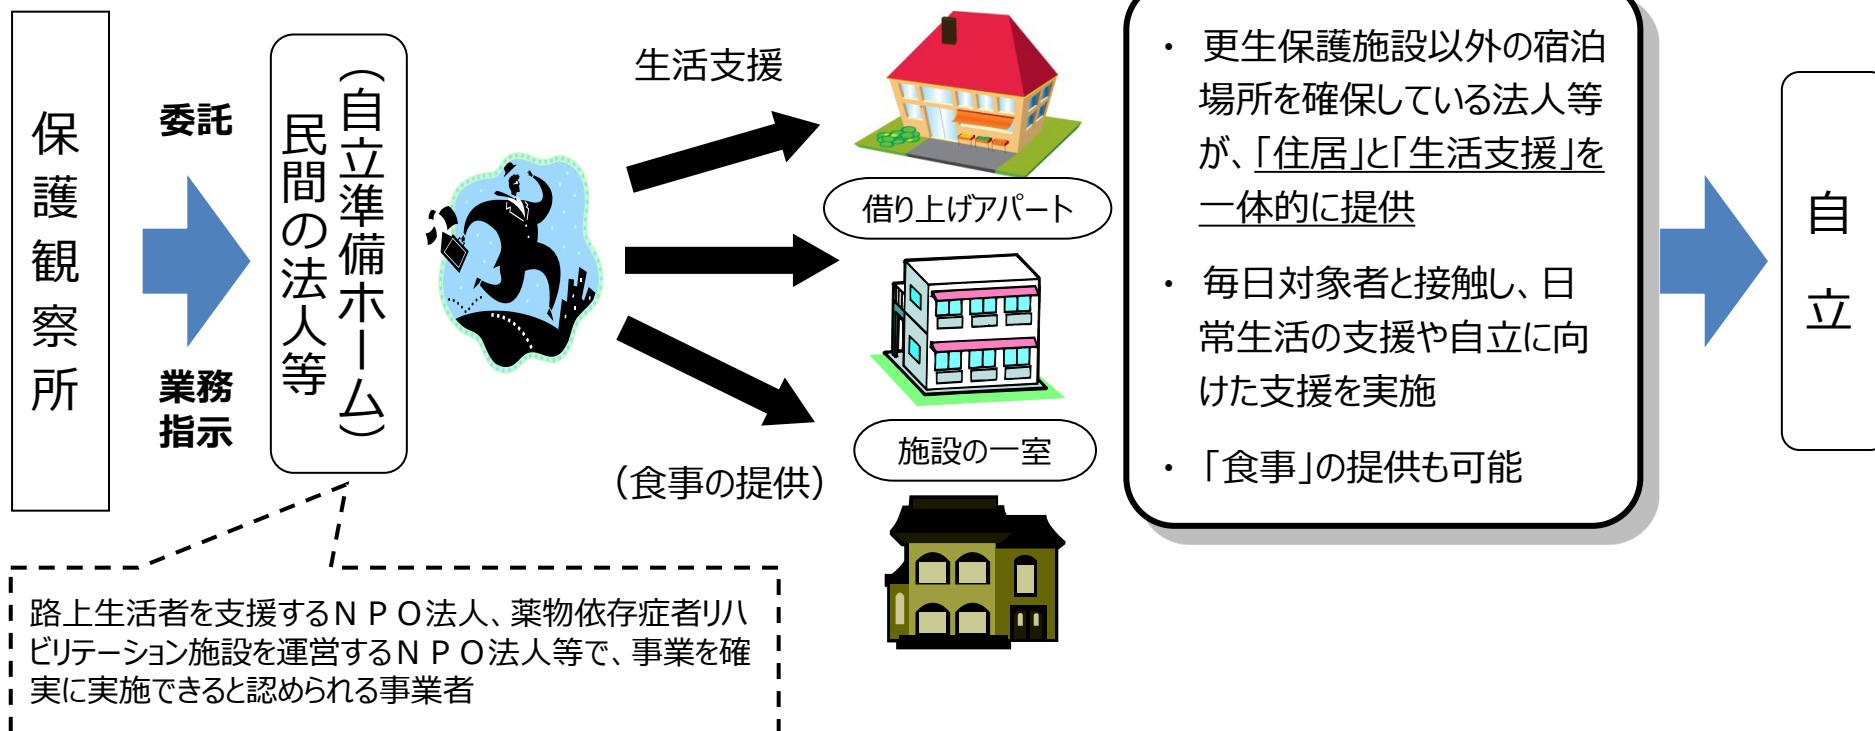 保護観察所
委託
業務
指示
（自立準備ホーム）
民間の法人等
生活支援
（食事の提供）
借り上げアパート
施設の一室
・ 更生保護施設以外の宿泊
場所を確保している法人等
が、「住居」と「生活支援」を
一体的に提供
・ 毎日対象者と接触し、日
常生活の支援や自立に向
けた支援を実施
・ 「食事」の提供も可能
自立
路上生活者を支援するＮＰＯ法人、薬物依存症者リハ
ビリテーション施設を運営するＮＰＯ法人等で、事業を確
実に実施できると認められる事業者